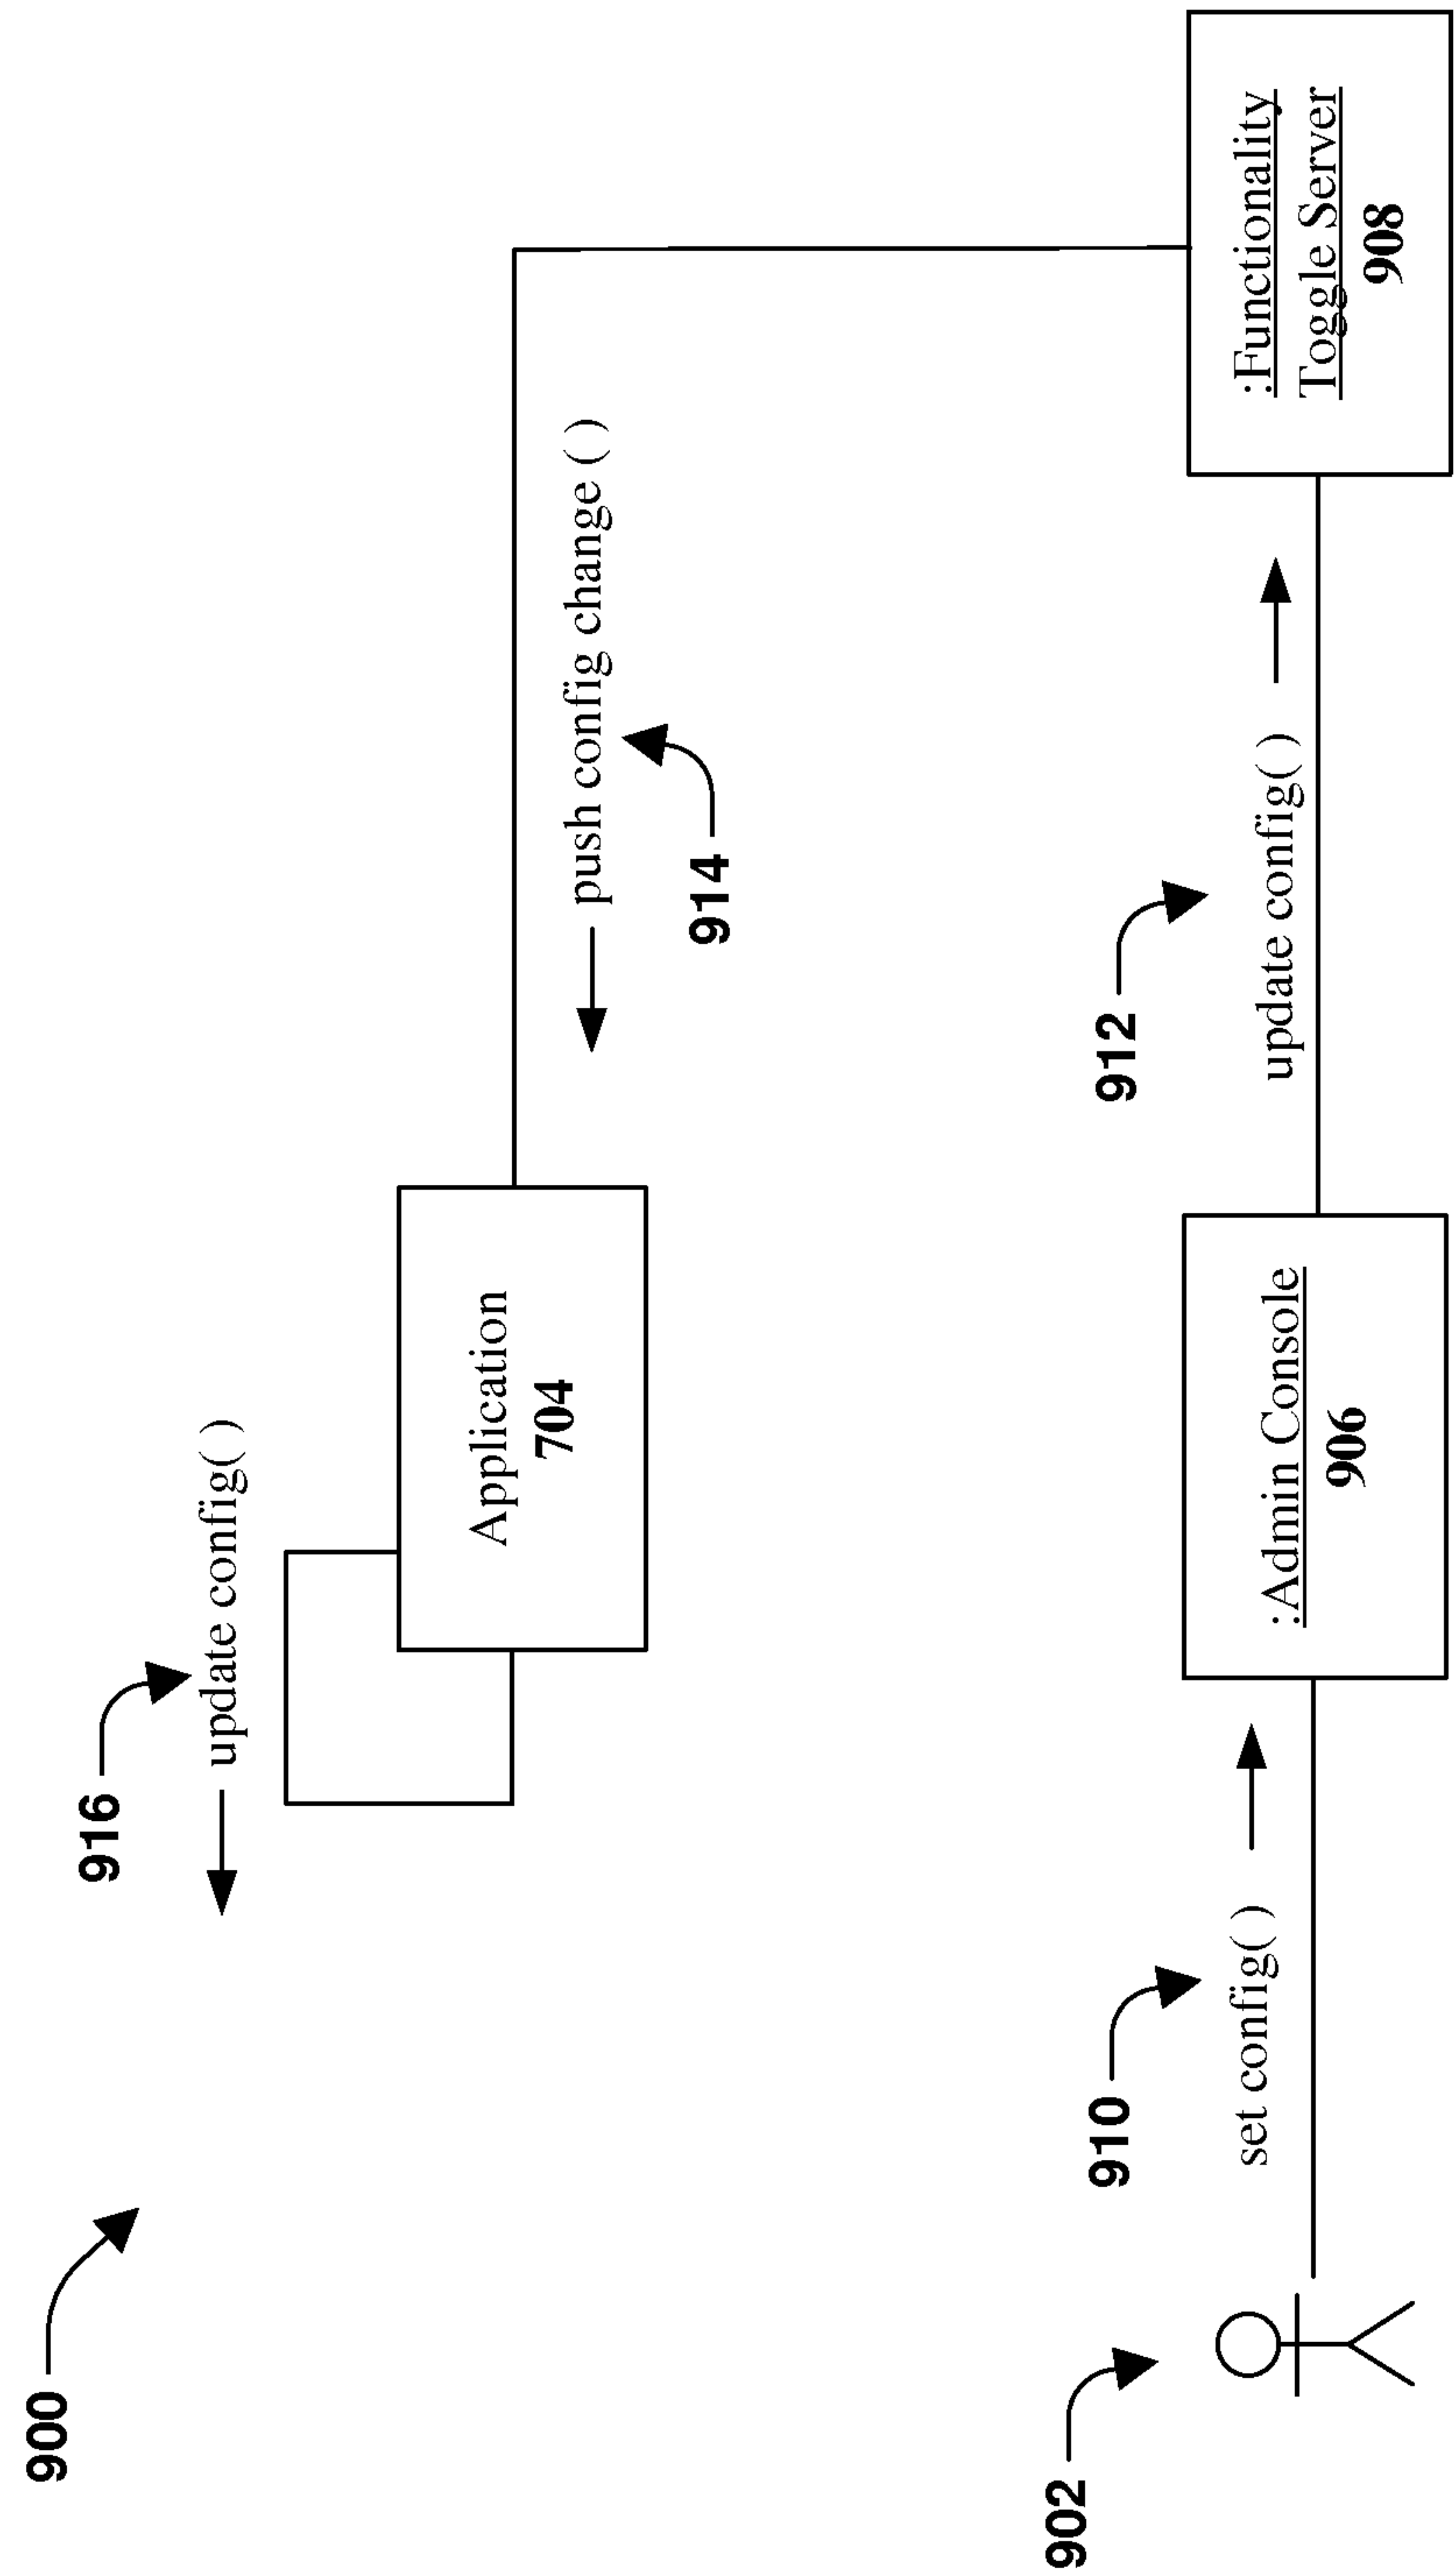 900
916
update config( )
Application
704
push config change ( )
914
902
910
set config( )
:Admin Console
906
912
update config( )
:Functionality
Toggle Server
908